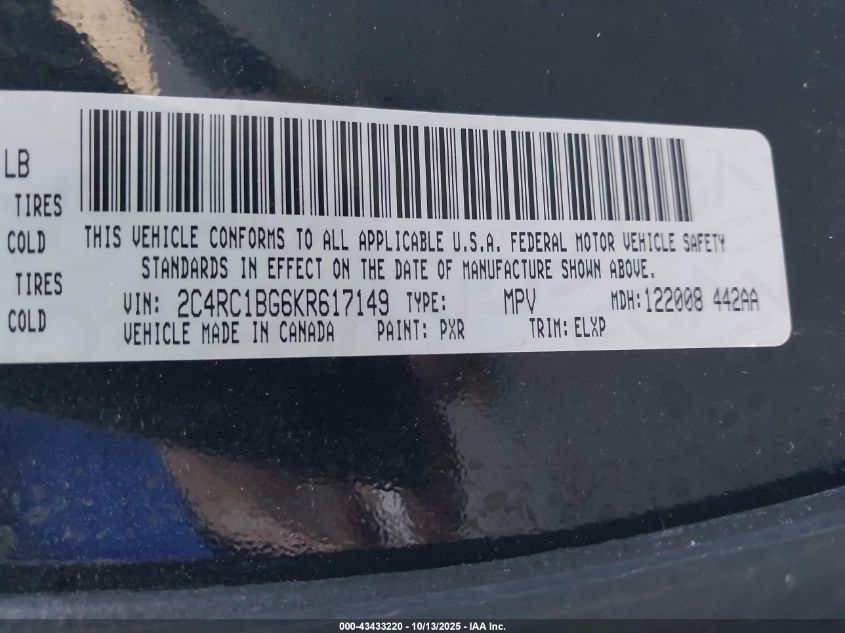 LB
TIRES
COLD
TIRES
COLD
THIS VEHICLE CONFORMS TO ALL APPLICABLE U.S.A. FEDERAL MOTOR VEHICLE SAFETY
STANDARDS IN EFFECT ON THE DATE OF MANUFACTURE SHOWN ABOVE.
VIN: 2C4RC1BG6KR617149 TYPE: MPV MDH:122008 442AA
VEHICLE MADE IN CANADA PAINT: PXR TRIM: ELXP
000-43433220 - 10/13/2025 - IAA Inc.